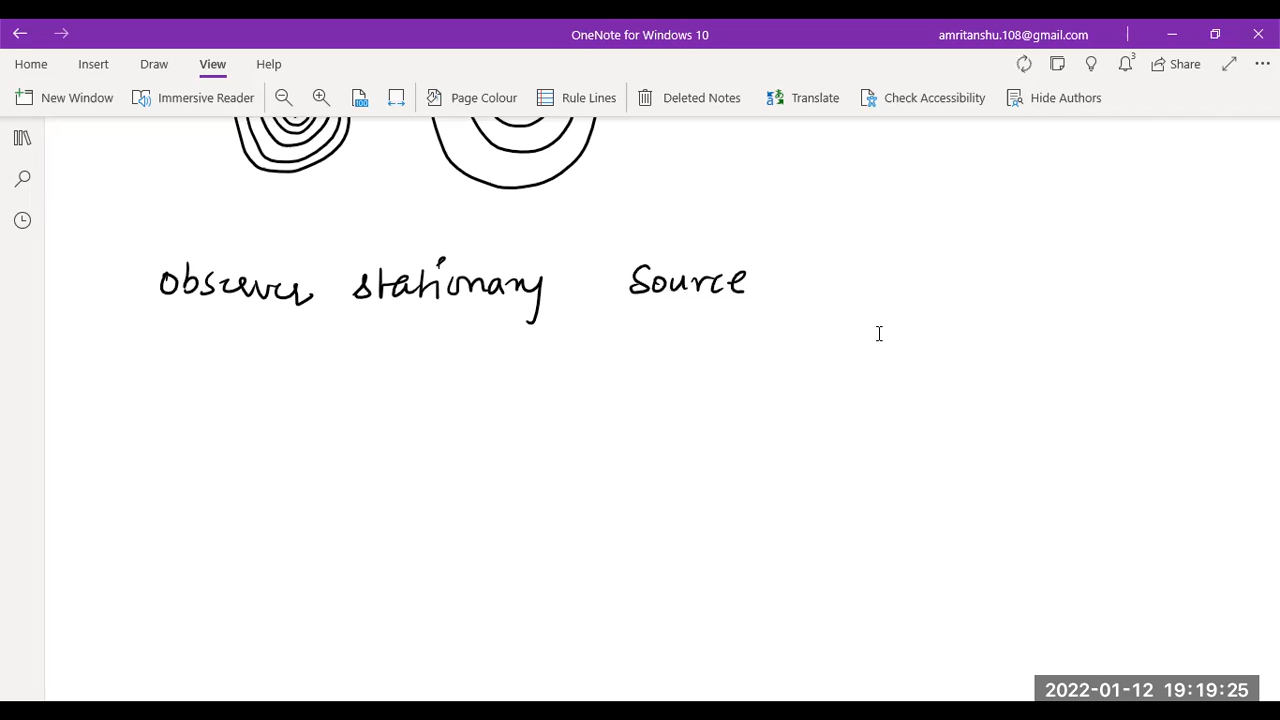 OneNote for Windows 10 amritanshu.108@gmail.com
Home Insert Draw View Help 3 Share
New Window Immersive Reader 100 Page Colour Rule Lines Deleted Notes Translate Check Accessibility Hide Authors
Observer stationary Source
2022-01-12 19:19:25